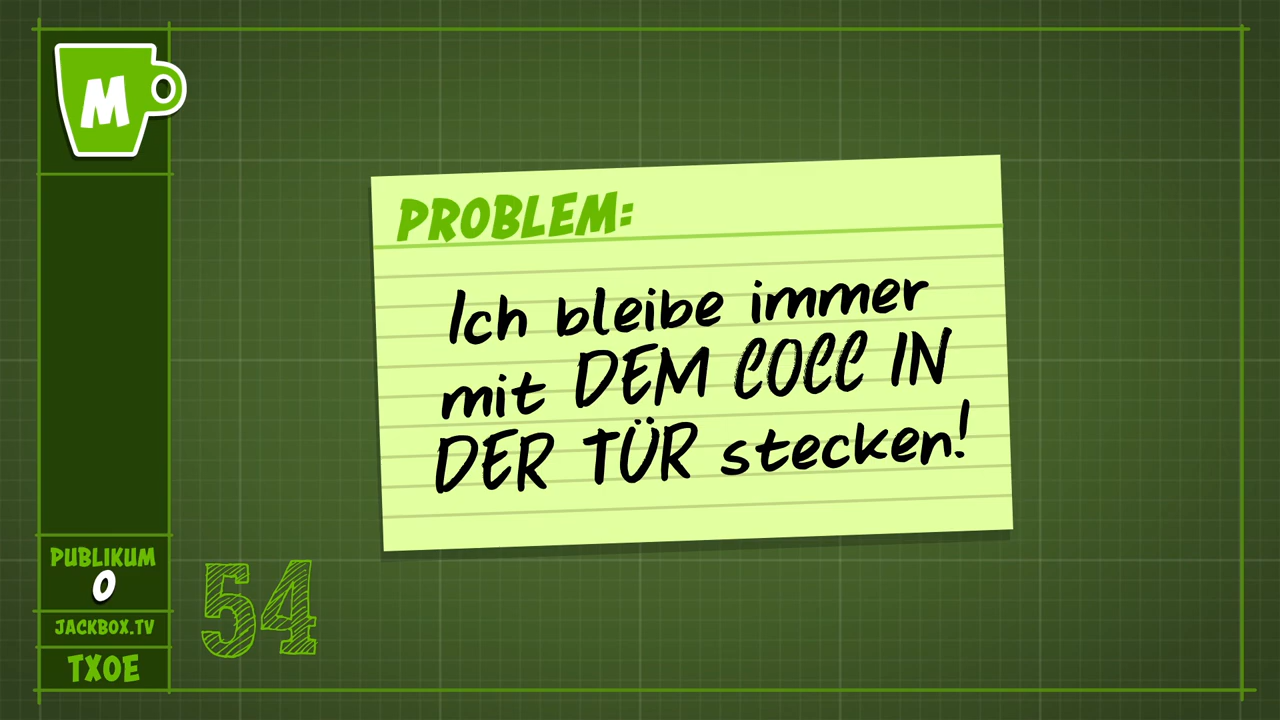 M
PROBLEM:
Ich bleibe immer
mit DEM COCC IN
DER TÜR stecken!
PUBLIKUM
0
JACKBOX.TV
TXOE
54